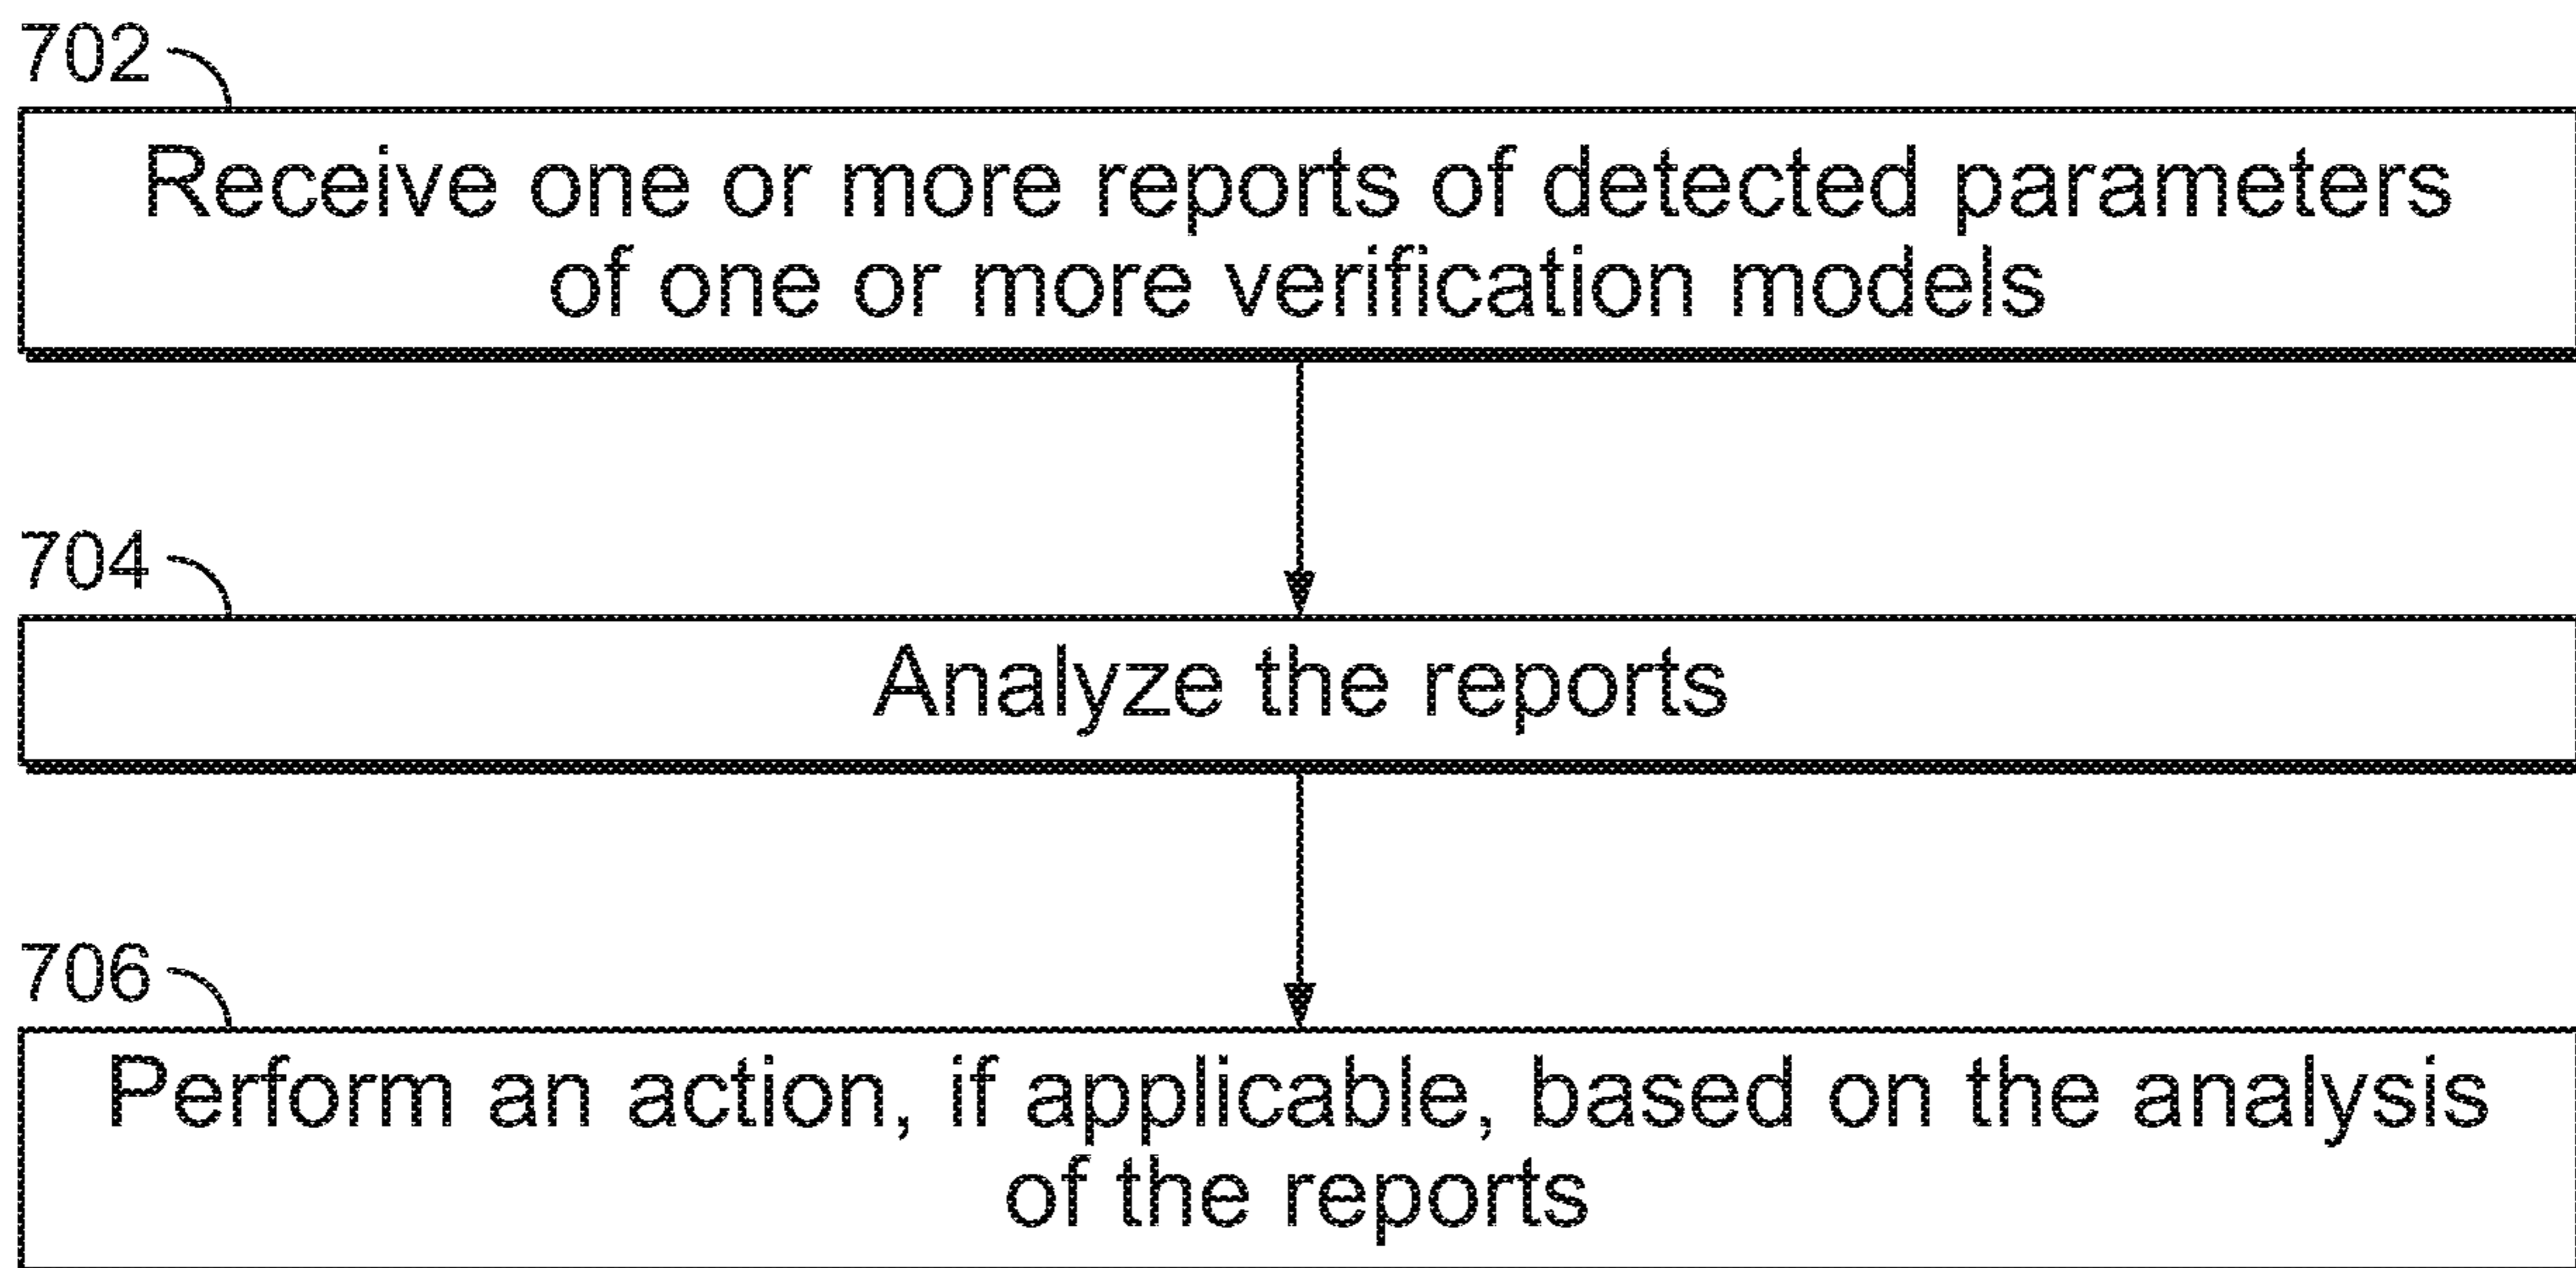 702
Receive one or more reports of detected parameters
of one or more verification models
704
Analyze the reports
706
Perform an action, if applicable, based on the analysis
of the reports